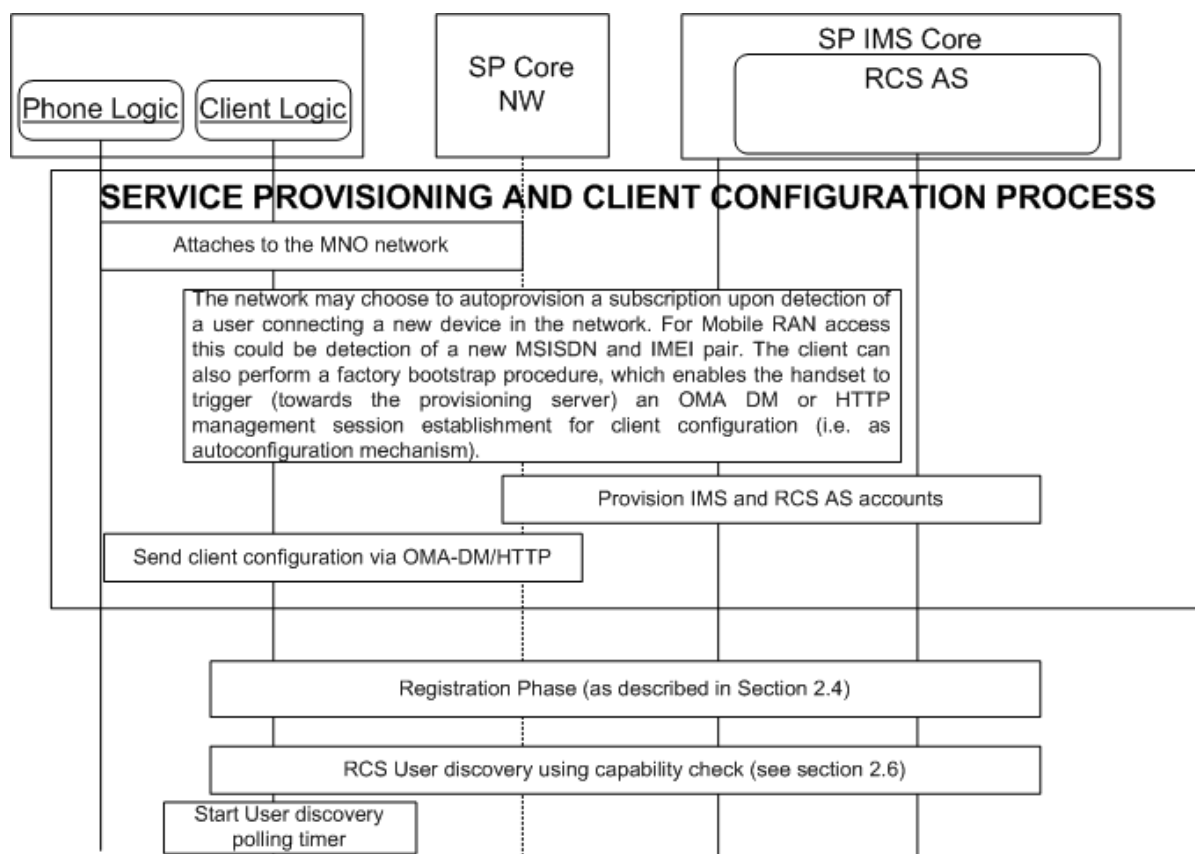 SP IMS Core
SP Core
NW
RCS AS
Phone Logic
Client Logic
SERVICE PROVISIONING AND CLIENT CONFIGURATION PROCESS
Attaches to the MNO network
The network may choose to autoprovision a subscription upon detection of
a user connecting a new device in the network. For Mobile RAN access
this could be detection of a new MSISDN and IMEI pair. The client can
also perform a factory bootstrap procedure, which enables the handset to
trigger (towards the provisioning server) an OMA DM or HTTP
management session establishment for client configuration (i.e. as
autoconfiguration mechanism).
Provision IMS and RCS AS accounts
Send client configuration via OMA-DM/HTTP
Registration Phase (as described in Section 2.4)
RCS User discovery using capability check (see section 2.6)
Start User discovery
polling timer